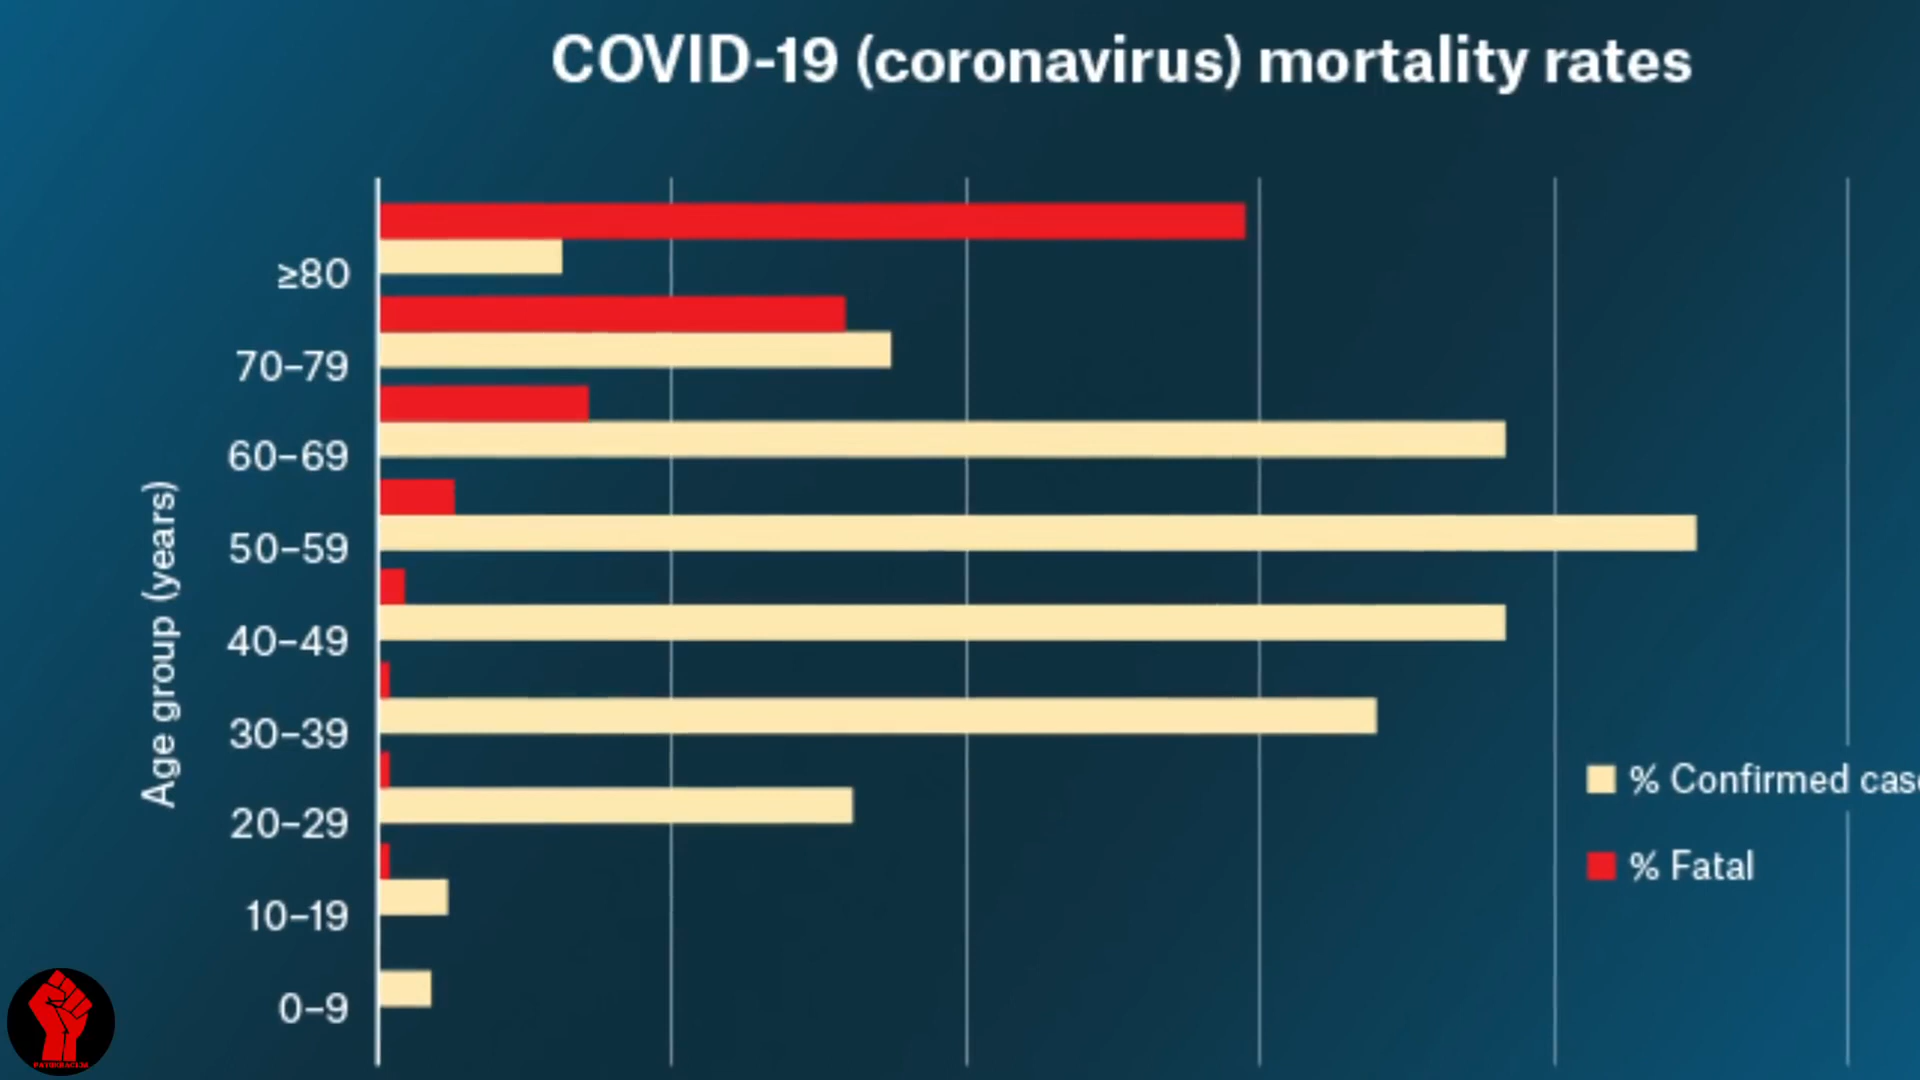 COVID-19 (coronavirus) mortality rates
≥80
70–79
60–69
50–59
40–49
30–39
20–29
10–19
0–9
Age group (years)
% Confirmed
% Fatal